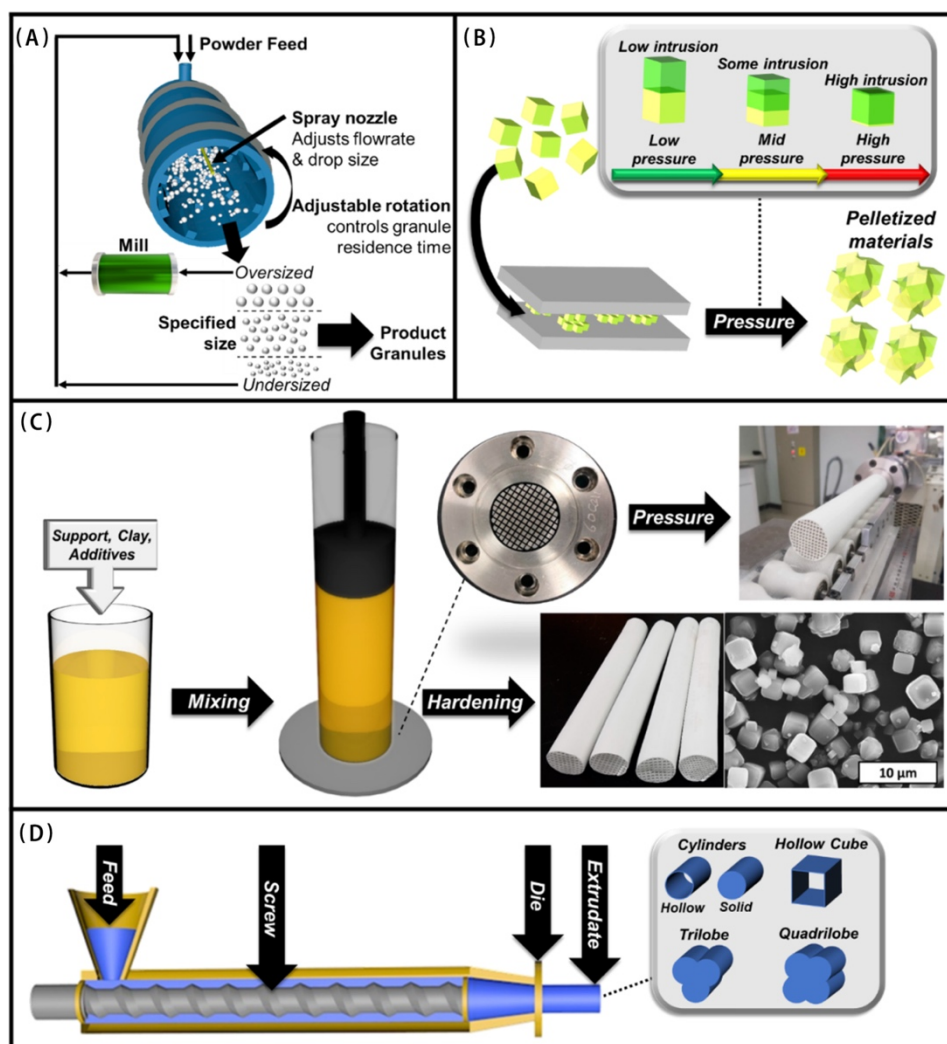 (A)
Powder Feed
Spray nozzle
Adjusts flowrate
& drop size
Adjustable rotation
controls granule
residence time
Mill
Oversized
Specified
size
Product
Granules
Undersized
(B)
Low intrusion
Some intrusion
High intrusion
Low
pressure
Mid
pressure
High
pressure
Pelletized
materials
Pressure
(C)
Support, Clay,
Additives
Mixing
Pressure
Hardening
10 µm
(D)
Feed
Screw
Die
Extrudate
Cylinders
Hollow
Solid
Hollow Cube
Trilobe
Quadrilobe